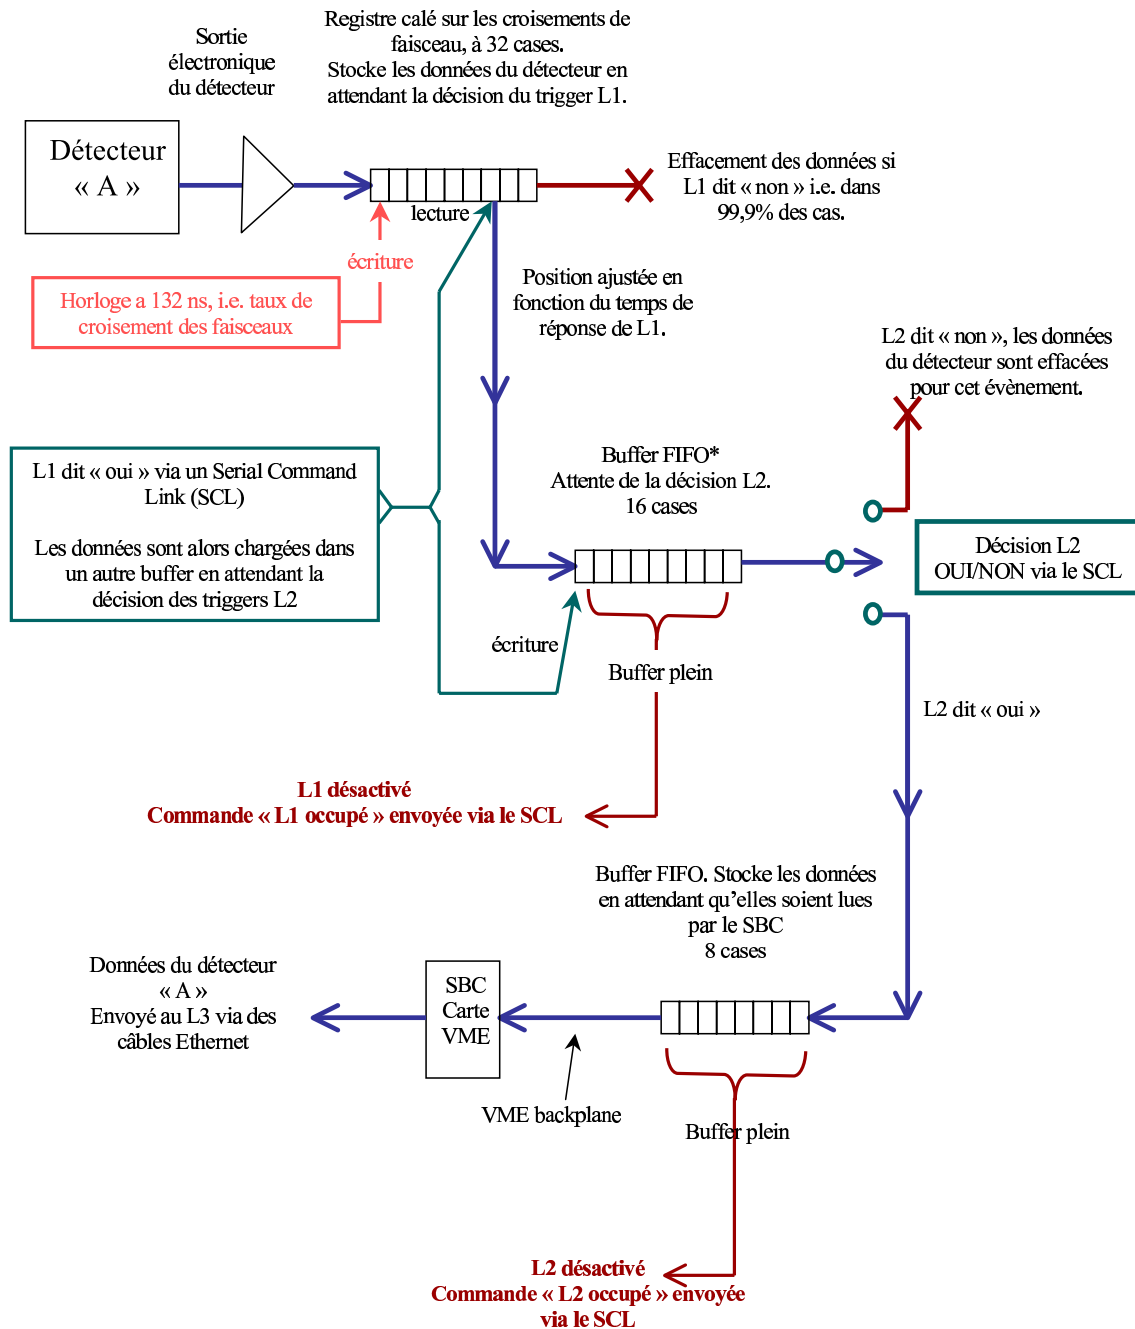 Sortie
électronique
du détecteur
Registre calé sur les croisements de
faisceau, à 32 cases.
Stocke les données du détecteur en
attendant la décision du trigger L1.
Détecteur
« A »
lecture
Effacement des données si
L1 dit « non » i.e. dans
99,9% des cas.
écriture
Horloge a 132 ns, i.e. taux de
croisement des faisceaux
Position ajustée en
fonction du temps de
réponse de L1.
L2 dit « non », les données
du détecteur sont effacées
pour cet évènement.
L1 dit « oui » via un Serial Command
Link (SCL)
Les données sont alors chargées dans
un autre buffer en attendant la
décision des triggers L2
Buffer FIFO*
Attente de la décision L2.
16 cases
Décision L2
OUI/NON via le SCL
écriture
Buffer plein
L2 dit « oui »
L1 désactivé
Commande « L1 occupé » envoyée via le SCL
Buffer FIFO. Stocke les données
en attendant qu'elles soient lues
par le SBC
8 cases
Données du détecteur
« A »
Envoyé au L3 via des
câbles Ethernet
SBC
Carte
VME
VME backplane
Buffer plein
L2 désactivé
Commande « L2 occupé » envoyée
via le SCL